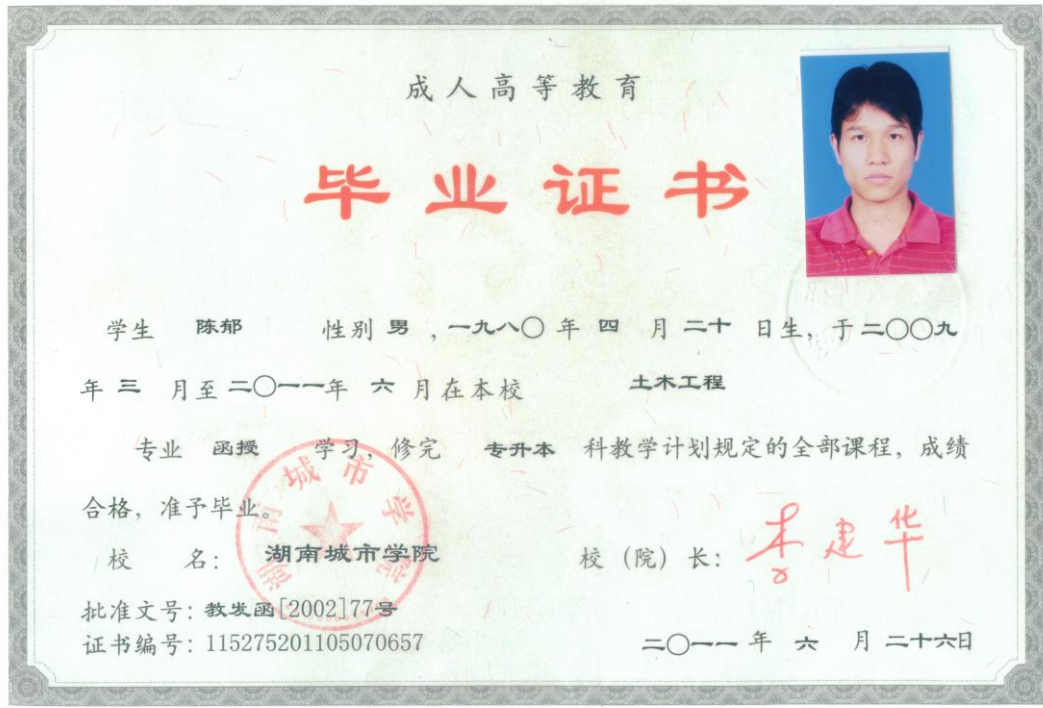 成人高等教育
毕业证书
学生 陈郁 性别 男 ，一九八〇 年 四 月 二十 日生，于 二〇〇九
年 三 月至 二〇一一年 六 月在本校 土木工程
专业 函授 学习，修完 专升本 科教学计划规定的全部课程，成绩
合格，准予毕业。
湖南城市学院
校 名： 湖南城市学院
校（院）长： 李建华
批准文号：教发函[2002]77号
证书编号：115275201105070657
二〇一一 年 六 月 二十六日